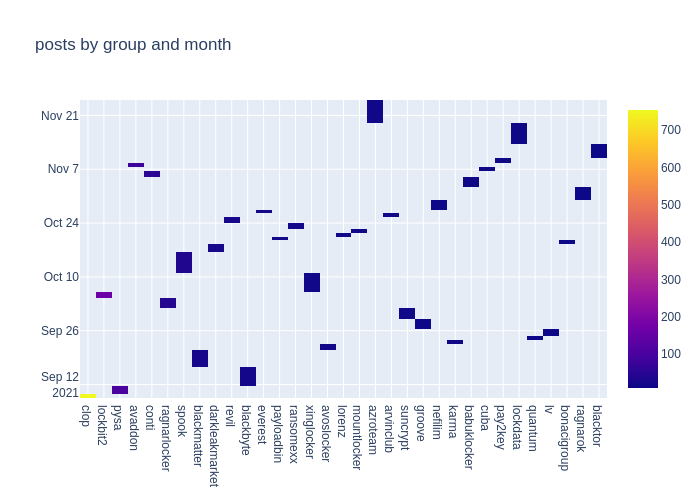 posts by group and month
Nov 21
Nov 7
Oct 24
Oct 10
Sep 26
Sep 12
2021
700
600
500
400
300
200
100
clop
lockbit2
pysa
avaddon
conti
ragnarlocker
spook
blackmatter
darkleakmarket
revil
blackbyte
everest
payloadbin
ransomexx
xinglocker
avoslocker
lorenz
mountlocker
azroteam
arvinclub
suncrypt
groove
nefilim
karma
babuklocker
cuba
pay2key
lockdata
quantum
lv
bonacigroup
ragnarok
blacktor